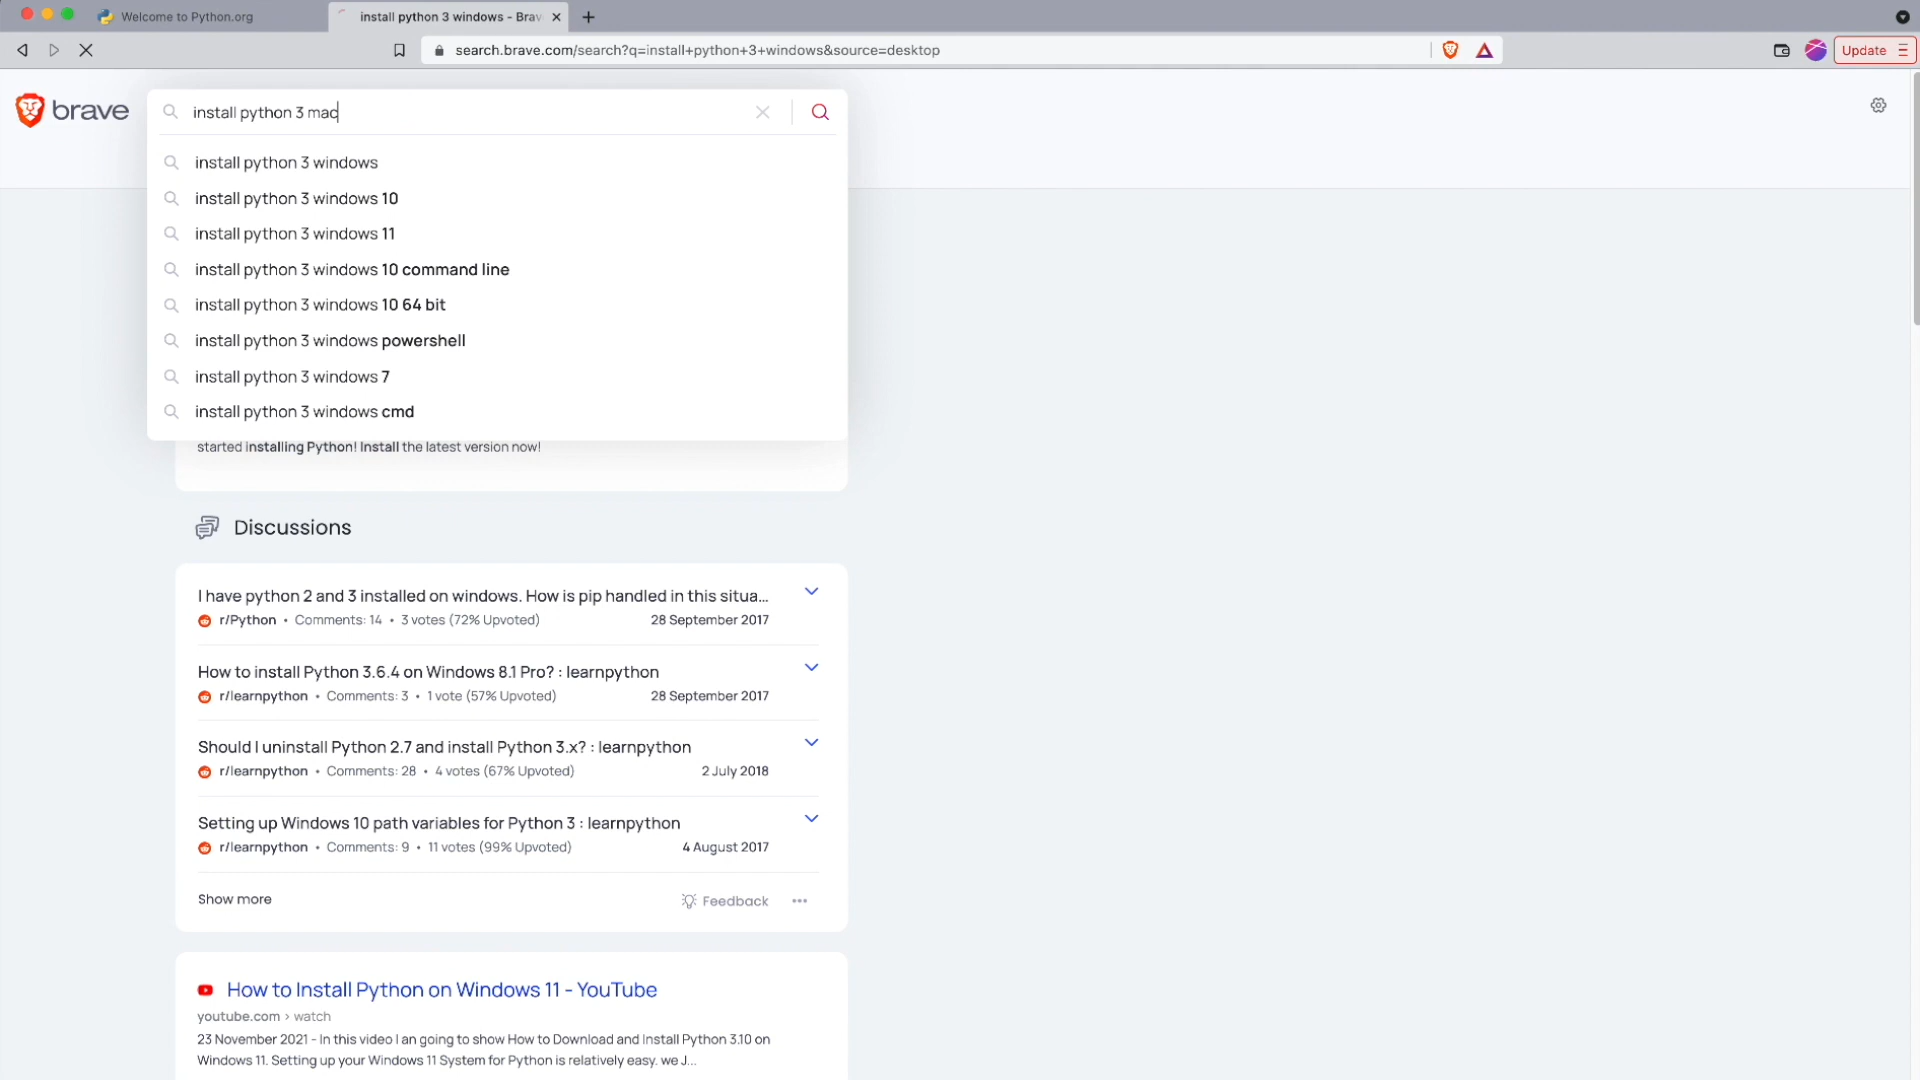 Welcome to Python.org
install python 3 windows - Brav
search.brave.com/search?q=install+python+3+windows&source=desktop
Update
brave
install python 3 mac
install python 3 windows
install python 3 windows 10
install python 3 windows 11
install python 3 windows 10 command line
install python 3 windows 10 64 bit
install python 3 windows powershell
install python 3 windows 7
install python 3 windows cmd
started installing Python! Install the latest version now!
Discussions
I have python 2 and 3 installed on windows. How is pip handled in this situa...
r/Python • Comments: 14 • 3 votes (72% Upvoted) 28 September 2017
How to install Python 3.6.4 on Windows 8.1 Pro? : learnpython
r/learnpython • Comments: 3 • 1 vote (57% Upvoted) 28 September 2017
Should I uninstall Python 2.7 and install Python 3.x? : learnpython
r/learnpython • Comments: 28 • 4 votes (67% Upvoted) 2 July 2018
Setting up Windows 10 path variables for Python 3 : learnpython
r/learnpython • Comments: 9 • 11 votes (99% Upvoted) 4 August 2017
Show more Feedback
How to Install Python on Windows 11 - YouTube
youtube.com › watch
23 November 2021 - In this video I an going to show How to Download and Install Python 3.10 on
Windows 11. Setting up your Windows 11 System for Python is relatively easy. we J...